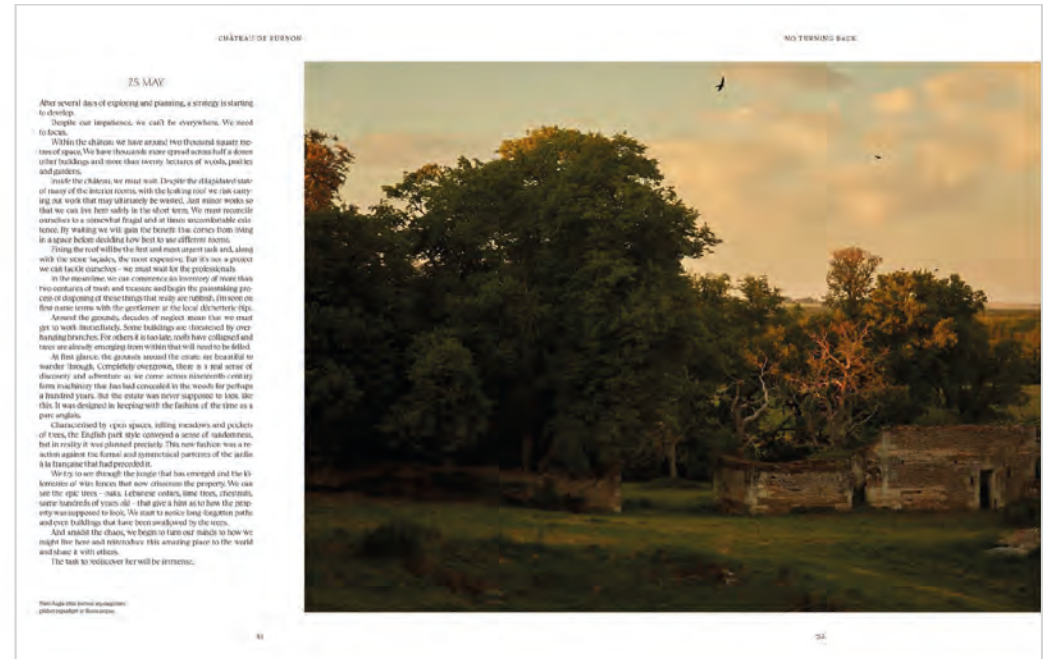 CHÂTEAU DE PURNON
NO TURNING BACK
25. MAY
After several days of exploring and planning, a strategy is starting
to develop.
Despite our impatience, we can't be everywhere. We need
to focus.
Within the château we have around two thousand square me-
tres of space. We have thousands more spread across half a dozen
other buildings and more than twenty hectares of woods, prairies
and gardens.
Inside the château, we must wait. Despite the dilapidated state
of many of the interior rooms, with the leaking roof we risk carry-
ing out work that may ultimately be wasted. Just minor works so
that we can live here safely in the short term. We must reconcile
ourselves to a somewhat frugal and at times uncomfortable exis-
tence. By waiting we will gain the benefit that comes from living
in a space before deciding how best to use different rooms.
Fixing the roof will be the first and most urgent task and, along
with the stone façades, the most expensive. But it's not a project
we can tackle ourselves – we must wait for the professionals.
In the meantime, we can commence an inventory of more than
two centuries of trash and treasure and begin the painstaking pro-
cess of disposing of those things that really are rubbish. I'm soon on
first-name terms with the gentlemen at the local déchetterie (tip).
Around the grounds, decades of neglect mean that we must
get to work immediately. Some buildings are threatened by over-
hanging branches. For others it is too late, roofs have collapsed and
trees are already emerging from within that will need to be felled.
At first glance, the grounds around the estate are beautiful to
wander through. Completely overgrown, there is a real sense of
discovery and adventure as we come across nineteenth-century
farm machinery that has lain concealed in the woods for perhaps
a hundred years. But the estate was never supposed to look like
this. It was designed in keeping with the fashion of the time as a
parc anglais.
Characterised by open spaces, rolling meadows and pockets
of trees, the English park style conveyed a sense of randomness,
but in reality it was planned precisely. This new fashion was a re-
action against the formal and symmetrical parterres of the jardin
à la française that had preceded it.
We try to see through the jungle that has emerged and the ki-
lometres of wire fences that now crisscross the property. We can
see the epic trees – oaks, Lebanese cedars, lime trees, chestnuts,
some hundreds of years old – that give a hint as to how the prop-
erty was supposed to look. We start to notice long-forgotten paths
and even buildings that have been swallowed by the trees.
And amidst the chaos, we begin to turn our minds to how we
might live here and reintroduce this amazing place to the world
and share it with others.
The task to rediscover her will be immense.